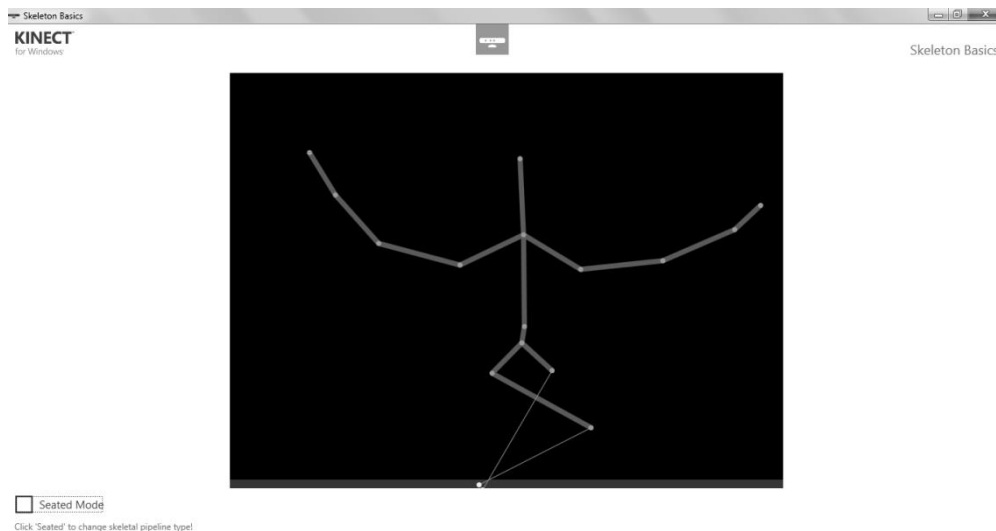 Skeleton Basics
KINECT
for Windows
Skeleton Basics
Seated Mode
Click 'Seated' to change skeletal pipeline type!